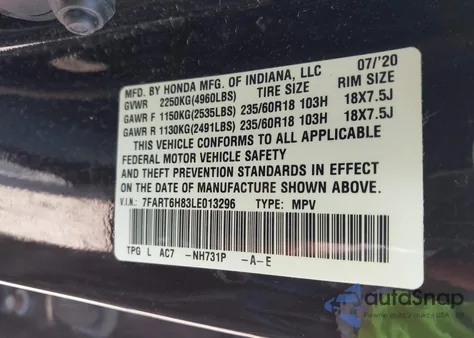 MFD. BY HONDA MFG. OF INDIANA, LLC 07/'20
GVWR 2250KG(4960LBS) TIRE SIZE RIM SIZE
GAWR F 1150KG(2535LBS) 235/60R18 103H 18X7.5J
GAWR R 1130KG(2491LBS) 235/60R18 103H 18X7.5J
THIS VEHICLE CONFORMS TO ALL APPLICABLE
FEDERAL MOTOR VEHICLE SAFETY
AND THEFT PREVENTION STANDARDS IN EFFECT
ON THE DATE OF MANUFACTURE SHOWN ABOVE.
V.I.N.: 7FART6H83LE013296 TYPE: MPV
TPG L AC7 -NH731P -A-E
autoSnap